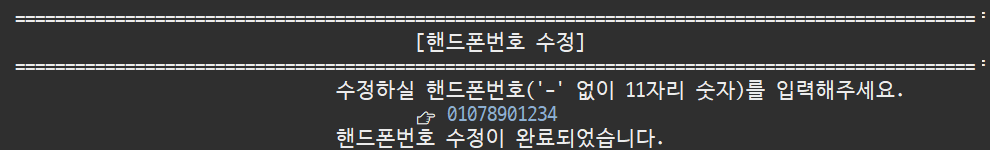 ================================================================================================
[핸드폰번호 수정]
================================================================================================
수정하실 핸드폰번호('-' 없이 11자리 숫자)를 입력해주세요.
☞ 01078901234
핸드폰번호 수정이 완료되었습니다.